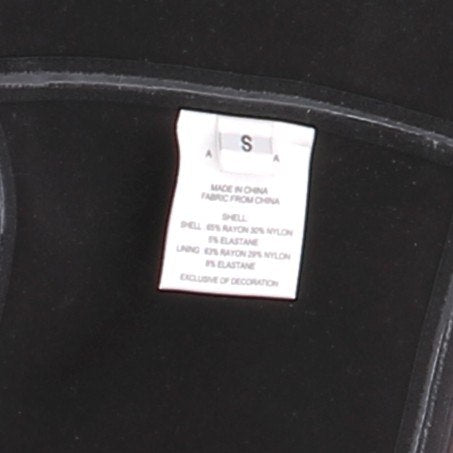 S
A A
MADE IN CHINA
FABRIC FROM CHINA
SHELL:
SHELL : 65% RAYON 30% NYLON
5% ELASTANE
LINING : 63% RAYON 29% NYLON
8% ELASTANE
EXCLUSIVE OF DECORATION